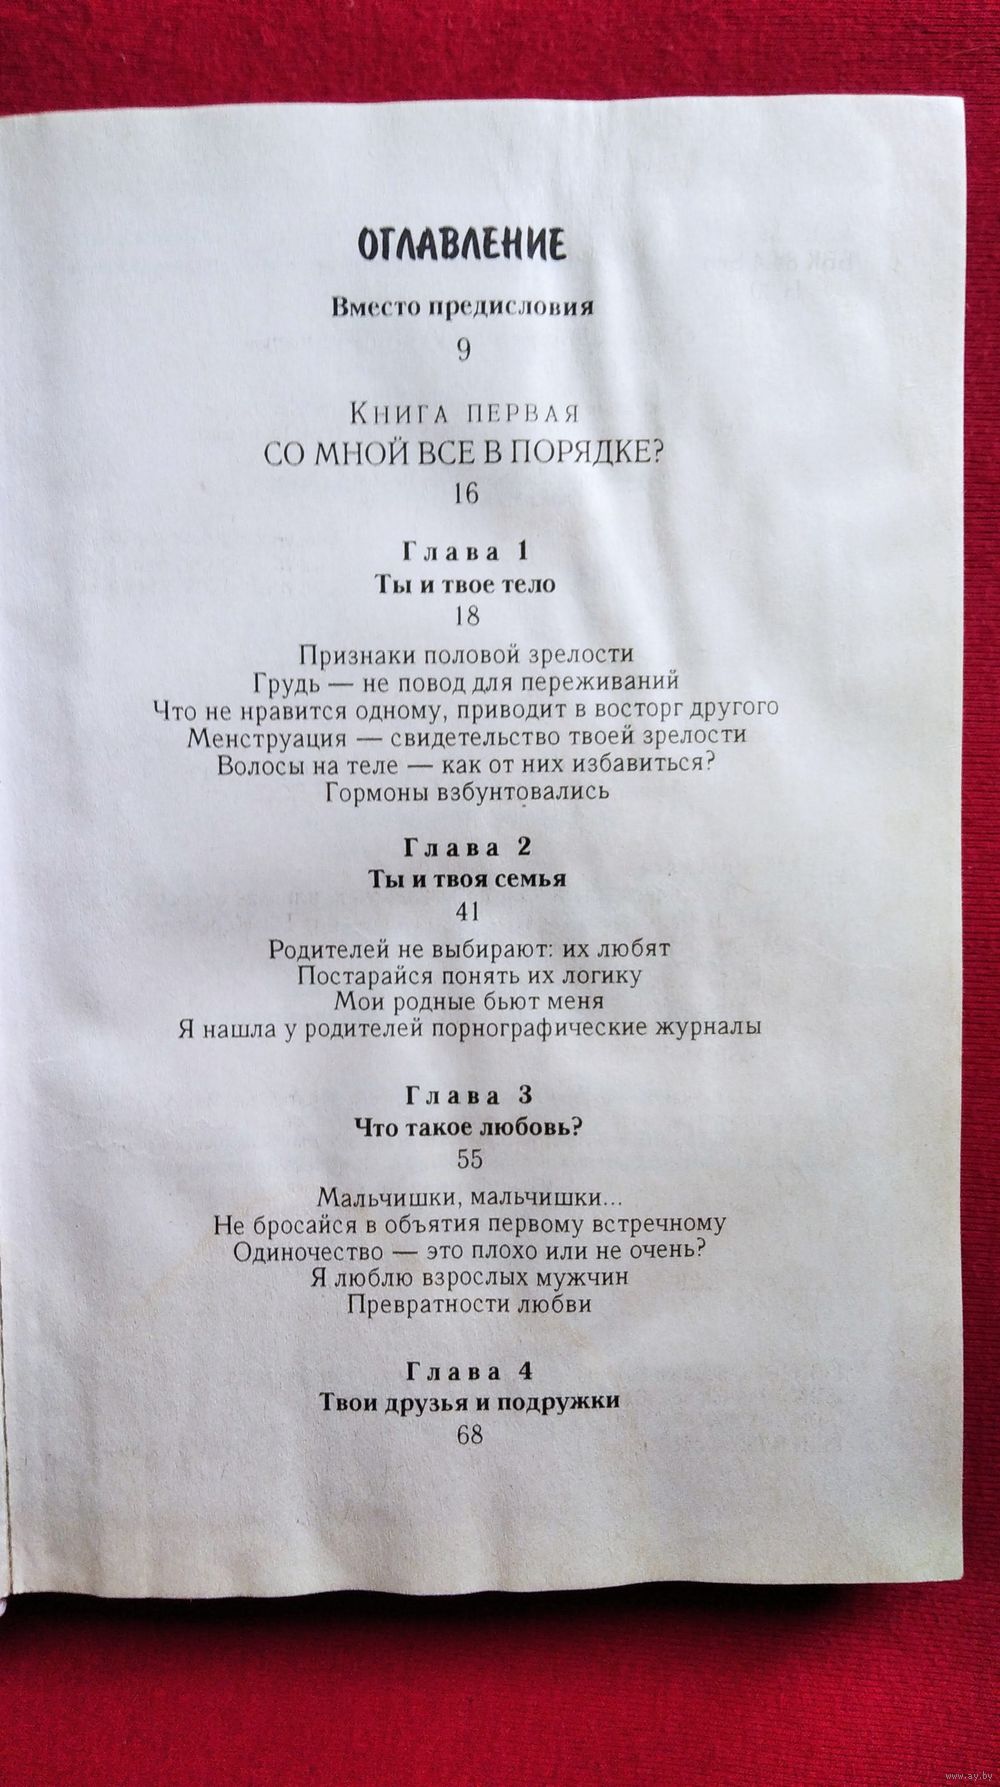 ОГЛАВЛЕНИЕ
Вместо предисловия
9
КНИГА ПЕРВАЯ
СО МНОЙ ВСЕ В ПОРЯДКЕ?
16
Глава 1
Ты и твое тело
18
Признаки половой зрелости
Грудь — не повод для переживаний
Что не нравится одному, приводит в восторг другого
Менструация — свидетельство твоей зрелости
Волосы на теле — как от них избавиться?
Гормоны взбунтовались
Глава 2
Ты и твоя семья
41
Родителей не выбирают: их любят
Постарайся понять их логику
Мои родные бьют меня
Я нашла у родителей порнографические журналы
Глава 3
Что такое любовь?
55
Мальчишки, мальчишки...
Не бросайся в объятия первому встречному
Одиночество — это плохо или не очень?
Я люблю взрослых мужчин
Превратности любви
Глава 4
Твои друзья и подружки
68
www.ay.by